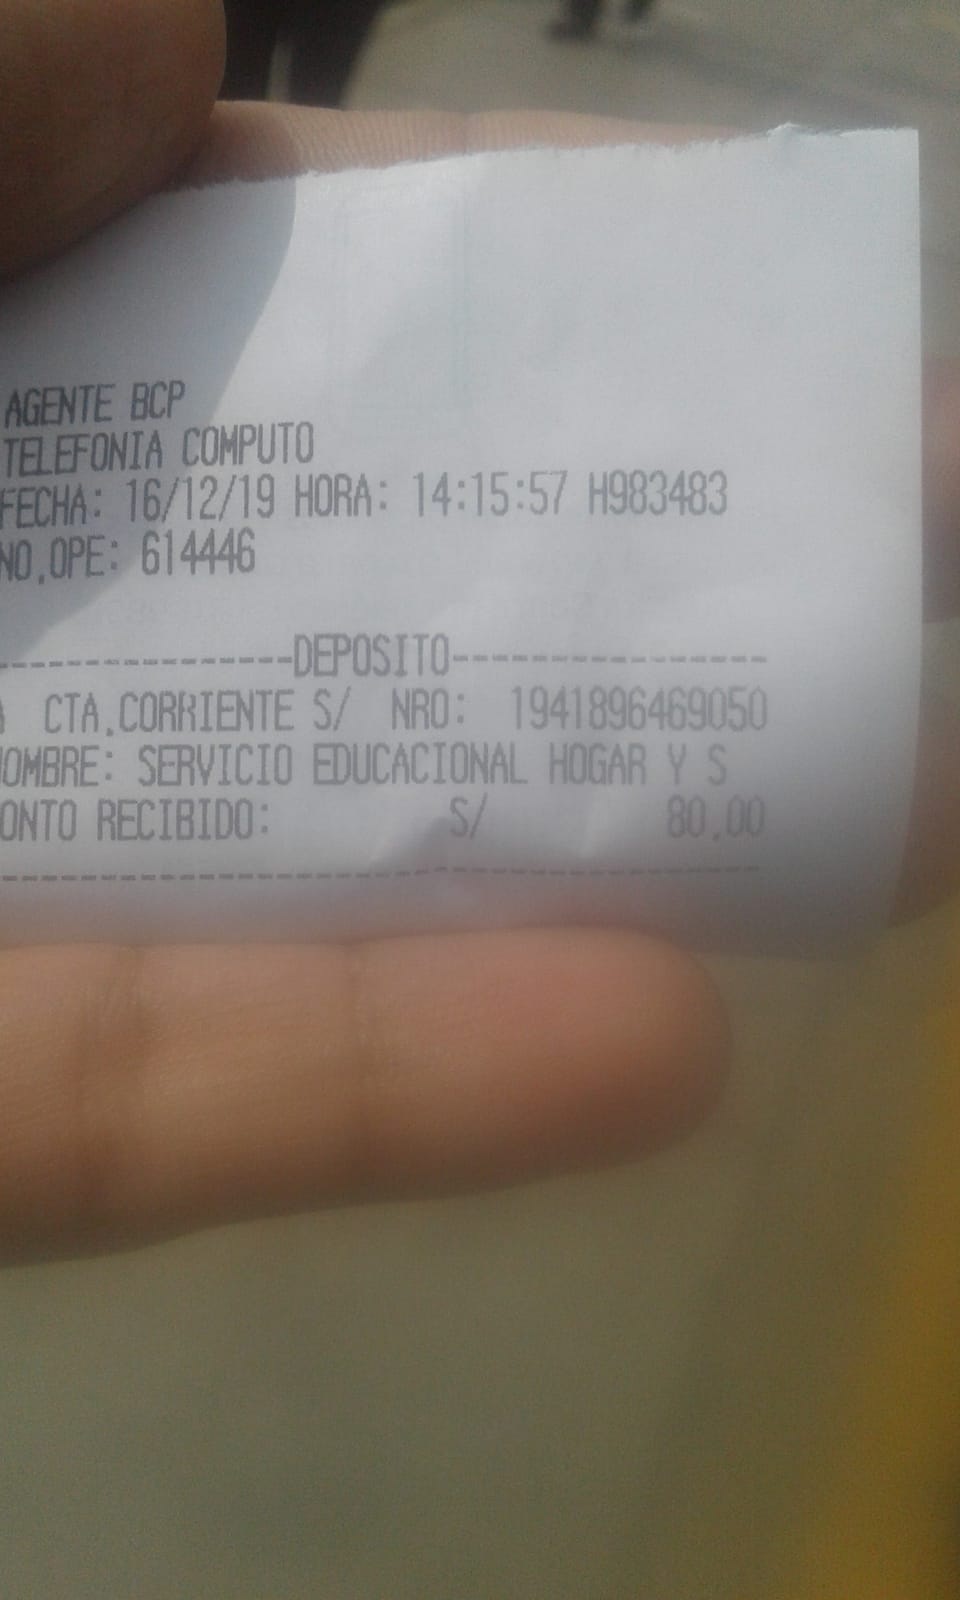 AGENTE BCP
TELEFONIA COMPUTO
FECHA: 16/12/19 HORA: 14:15:57 H983483
NO.OPE: 614446
----------------DEPOSITO----------------
A CTA.CORRIENTE S/ NRO: 1941896469050
OMBRE: SERVICIO EDUCACIONAL HOGAR Y S
ONTO RECIBIDO: S/ 80.00
----------------------------------------